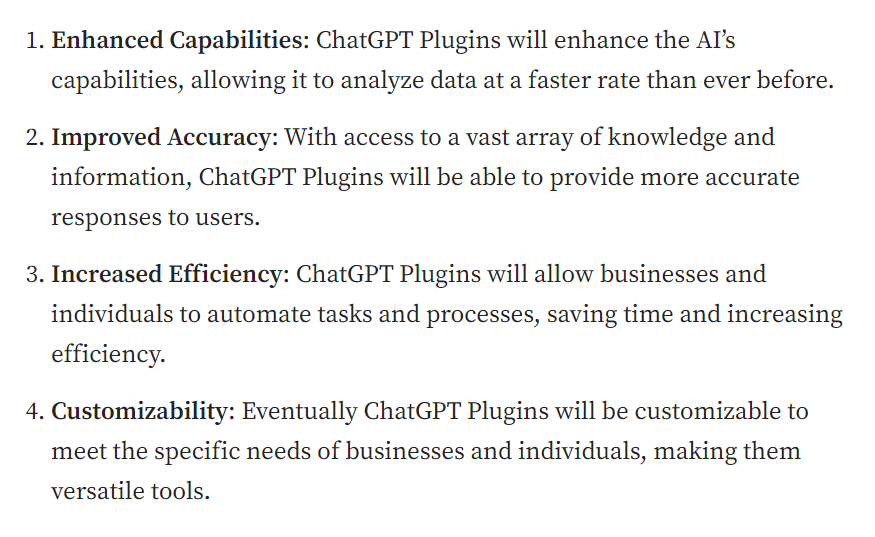 1. Enhanced Capabilities: ChatGPT Plugins will enhance the AI’s
capabilities, allowing it to analyze data at a faster rate than ever before.
2. Improved Accuracy: With access to a vast array of knowledge and
information, ChatGPT Plugins will be able to provide more accurate
responses to users.
3. Increased Efficiency: ChatGPT Plugins will allow businesses and
individuals to automate tasks and processes, saving time and increasing
efficiency.
4. Customizability: Eventually ChatGPT Plugins will be customizable to
meet the specific needs of businesses and individuals, making them
versatile tools.